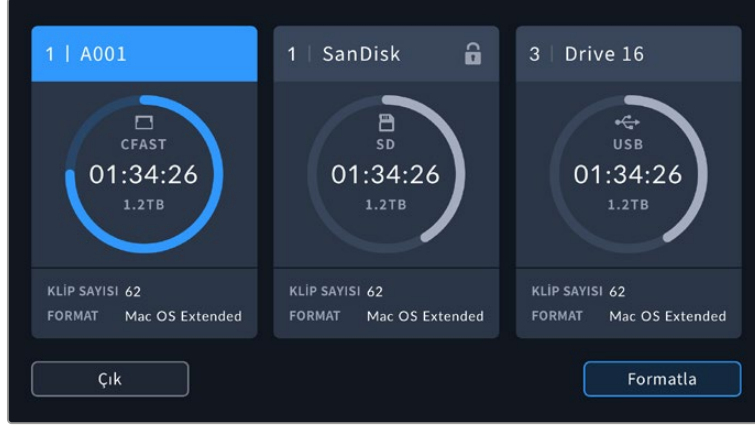 1 | A001
CFAST
01:34:26
1.2TB
KLİP SAYISI 62
FORMAT Mac OS Extended
1 | SanDisk
SD
01:34:26
1.2TB
KLİP SAYISI 62
FORMAT Mac OS Extended
3 | Drive 16
USB
01:34:26
1.2TB
KLİP SAYISI 62
FORMAT Mac OS Extended
Çık
Formatla